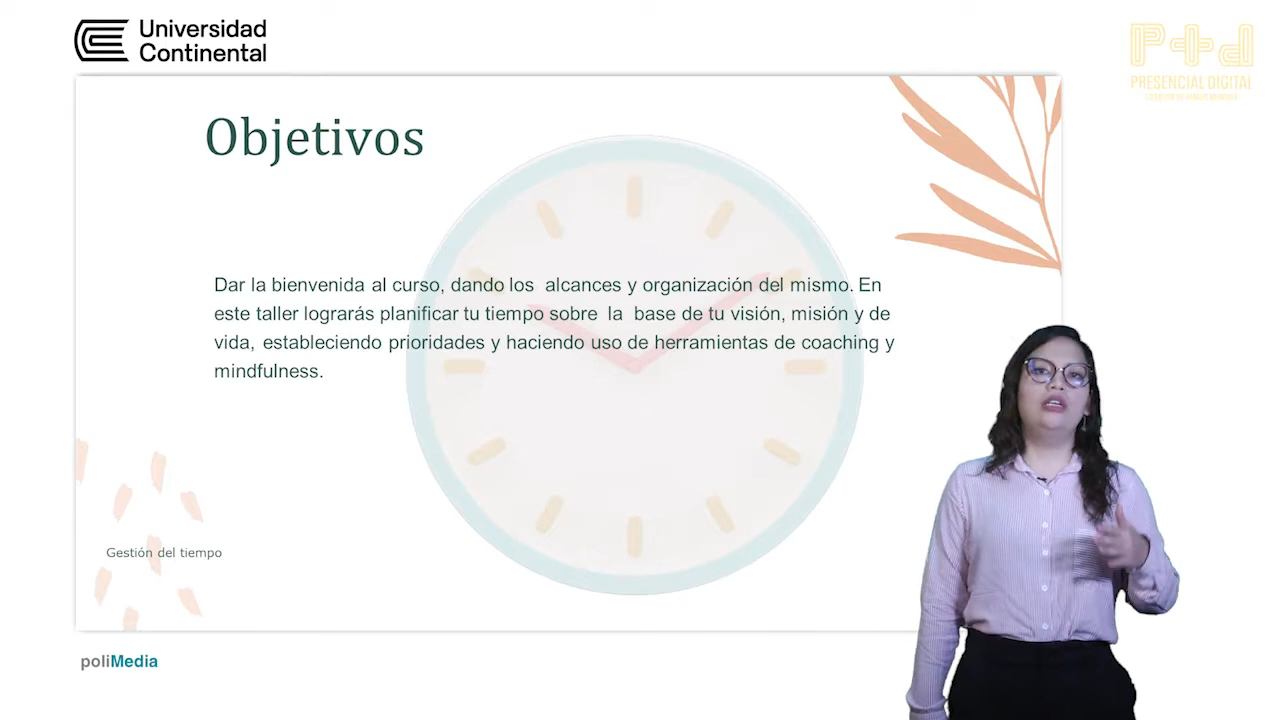 Universidad
Continental
P+d
PRESENCIAL DIGITAL
Objetivos
Dar la bienvenida al curso, dando los alcances y organización del mismo. En
este taller lograrás planificar tu tiempo sobre la base de tu visión, misión y de
vida, estableciendo prioridades y haciendo uso de herramientas de coaching y
mindfulness.
Gestión del tiempo
poliMedia